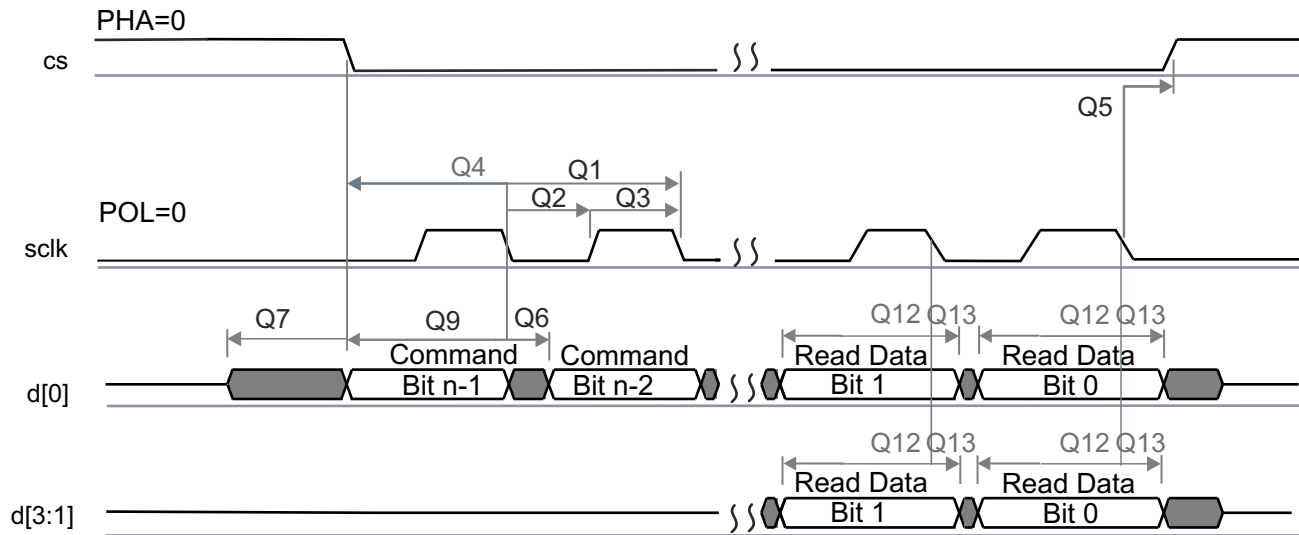 PHA=0
cs
Q5
Q4 Q1
Q2 Q3
POL=0
sclk
Q7 Q9 Q6 Q12 Q13 Q12 Q13
Command Command Read Data Read Data
d[0] Bit n-1 Bit n-2 Bit 1 Bit 0
Q12 Q13 Q12 Q13
Read Data Read Data
d[3:1] Bit 1 Bit 0